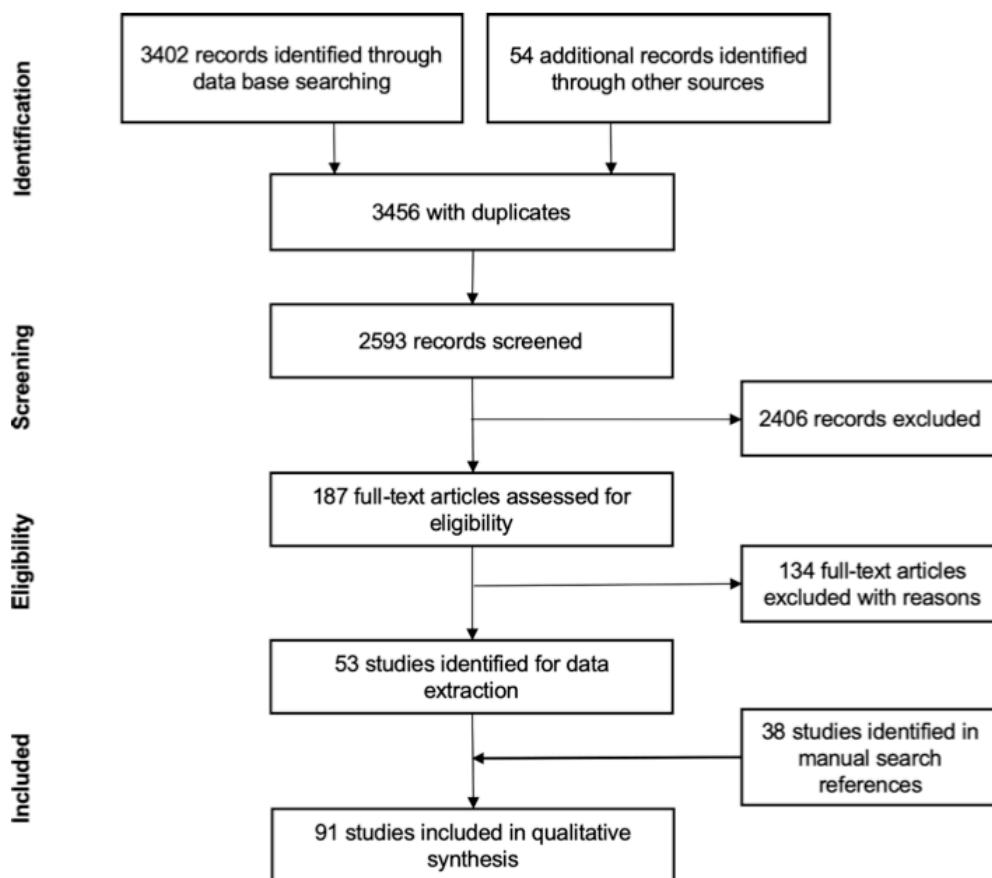 Identification
3402 records identified through
data base searching
54 additional records identified
through other sources
3456 with duplicates
Screening
2593 records screened
2406 records excluded
Eligibility
187 full-text articles assessed for
eligibility
134 full-text articles
excluded with reasons
53 studies identified for data
extraction
Included
38 studies identified in
manual search
references
91 studies included in qualitative
synthesis